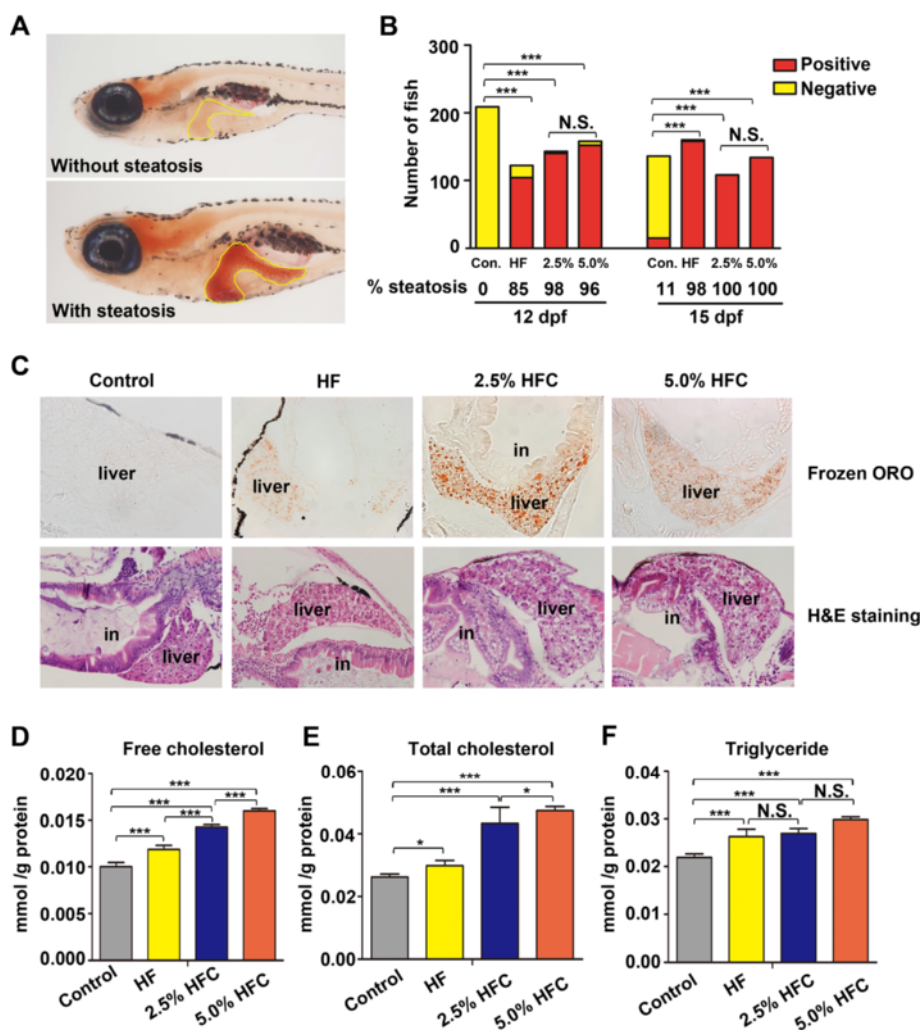 A
Without steatosis
With steatosis
B
Number of fish
300
200
100
0
***
***
***
N.S.
***
***
***
N.S.
Positive
Negative
Con. HF 2.5% 5.0% Con. HF 2.5% 5.0%
% steatosis 0 85 98 96 11 98 100 100
12 dpf 15 dpf
C
Control HF 2.5% HFC 5.0% HFC
liver liver in liver liver Frozen ORO
in liver liver in in liver in liver H&E staining
D Free cholesterol
mmol /g protein
0.020
0.015
0.010
0.005
0.000
***
***
***
***
***
Control HF 2.5% HFC 5.0% HFC
E Total cholesterol
mmol /g protein
0.06
0.04
0.02
0.00
***
***
*
*
Control HF 2.5% HFC 5.0% HFC
F Triglyceride
mmol /g protein
0.04
0.03
0.02
0.01
0.00
***
***
N.S.
***
N.S.
Control HF 2.5% HFC 5.0% HFC